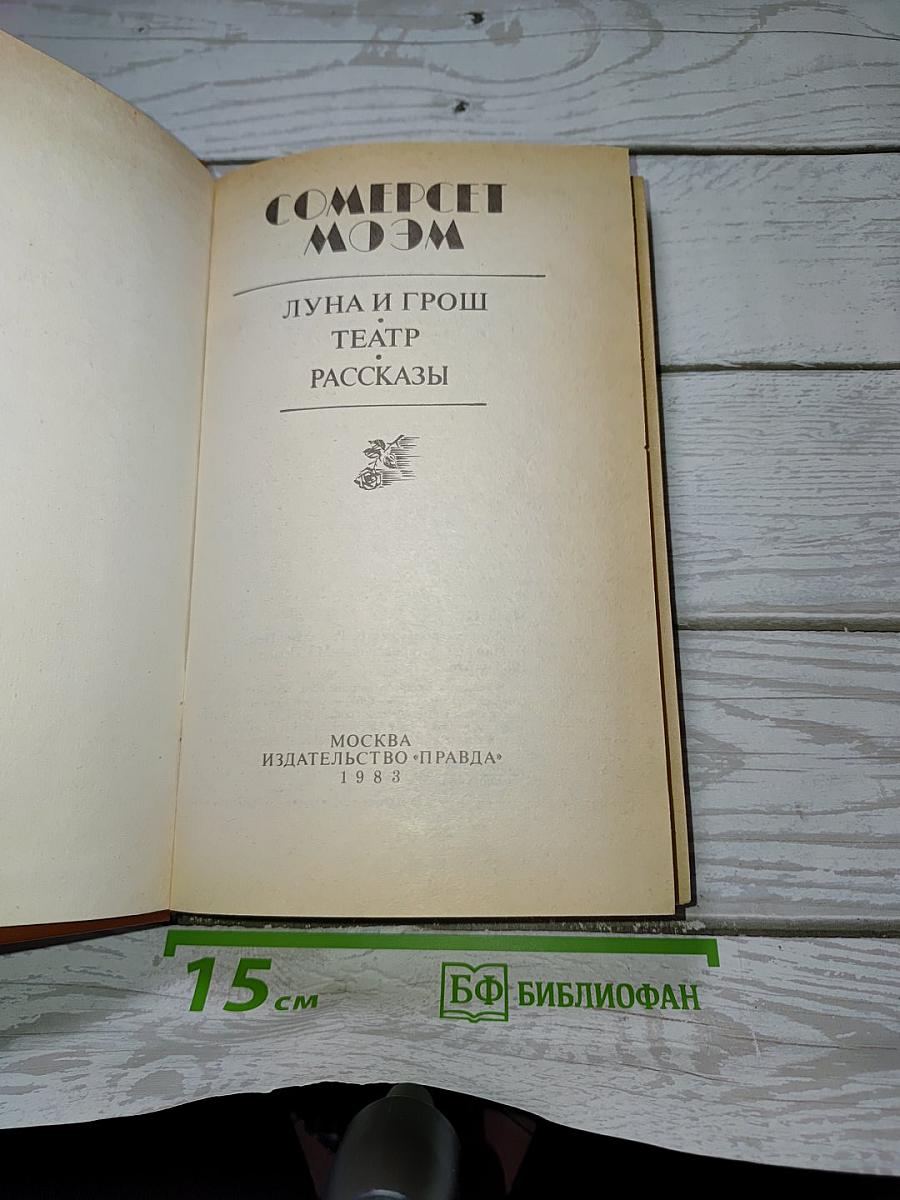 СОМЕРСЕТ
МОЭМ
ЛУНА И ГРОШ
•
ТЕАТР
•
РАССКАЗЫ
МОСКВА
ИЗДАТЕЛЬСТВО «ПРАВДА»
1983
15 см
БФ БИБЛИОФАН